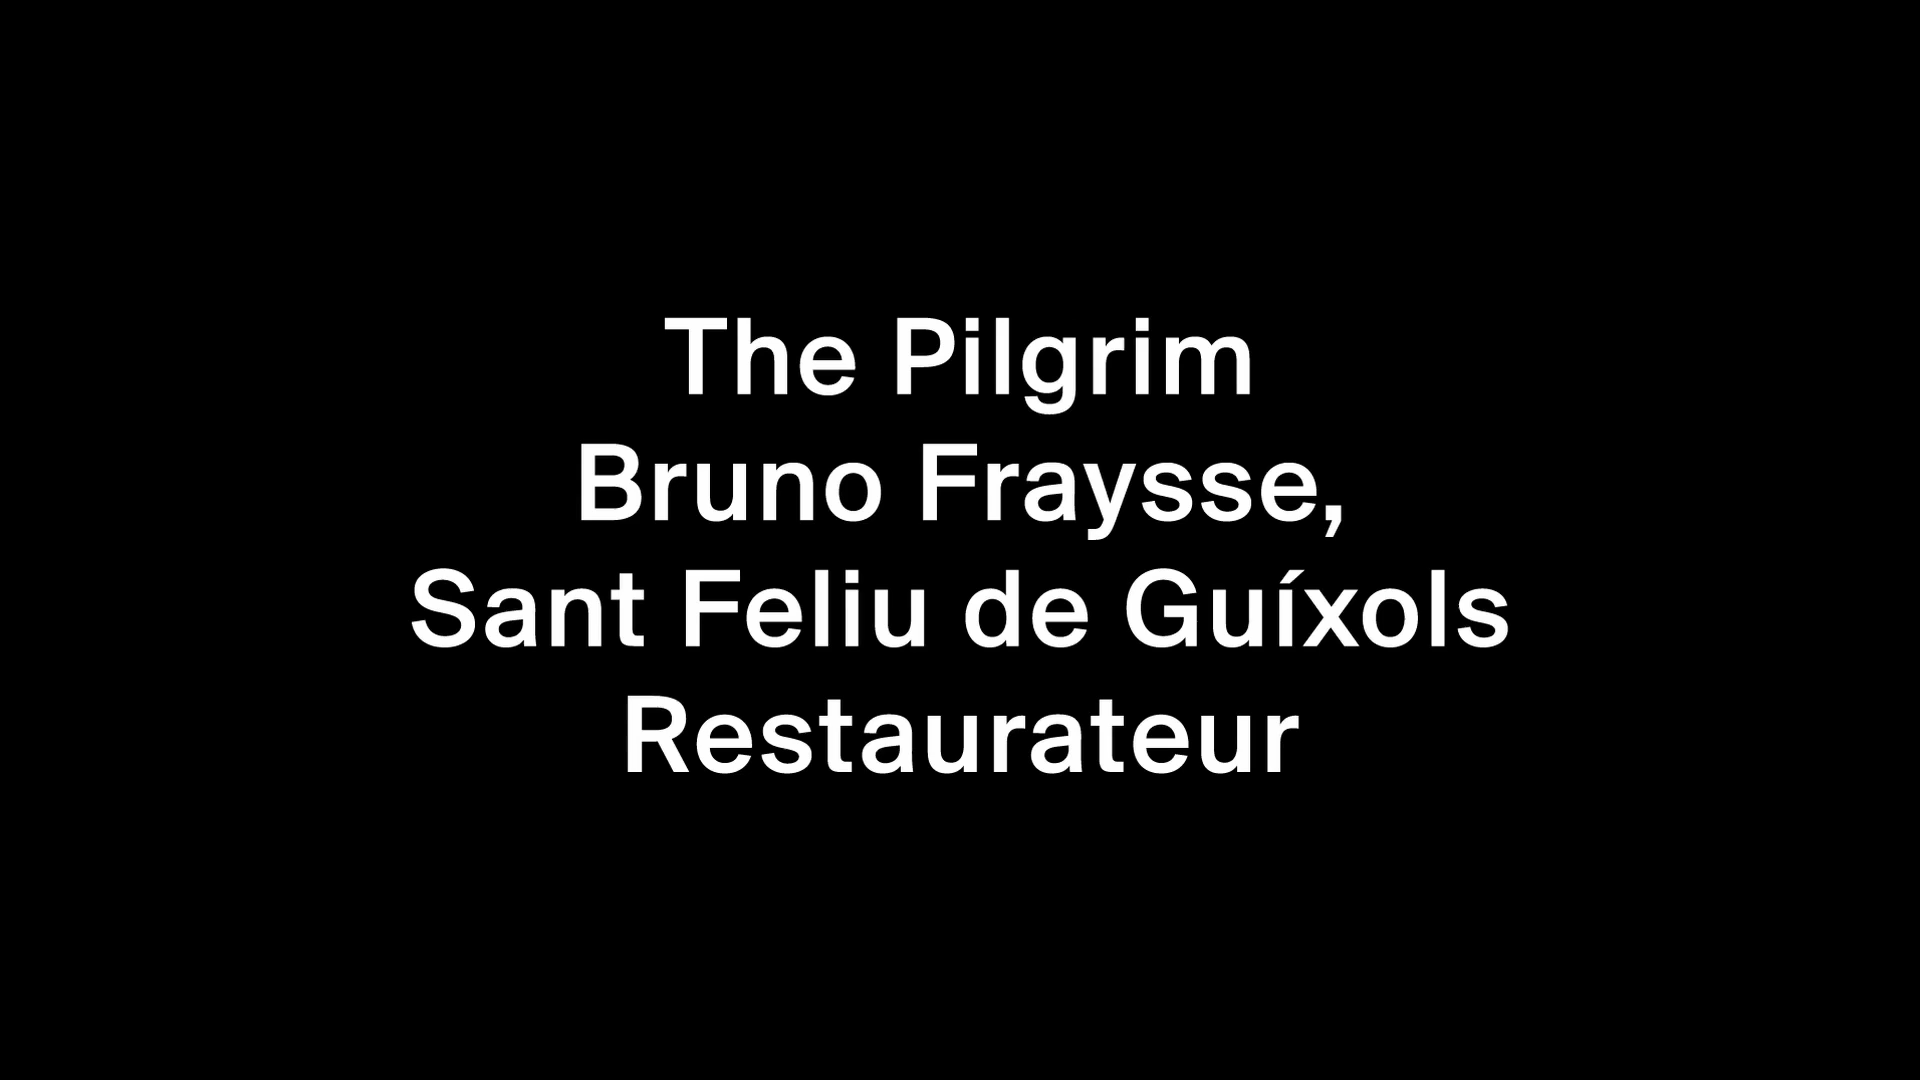 The Pilgrim
Bruno Fraysse,
Sant Feliu de Guíxols
Restaurateur